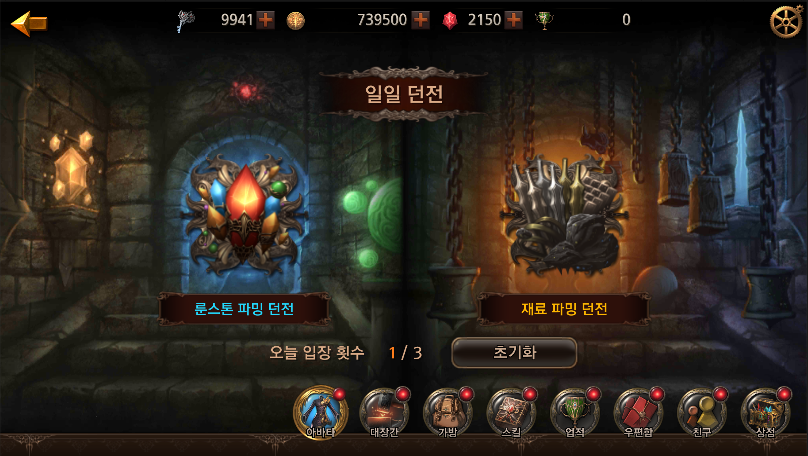 9941 739500 2150 0
일일 던전
룬스톤 파밍 던전 재료 파밍 던전
오늘 입장 횟수 1 / 3 초기화
아바타 대장간 가방 스킬 업적 우편함 친구 상점